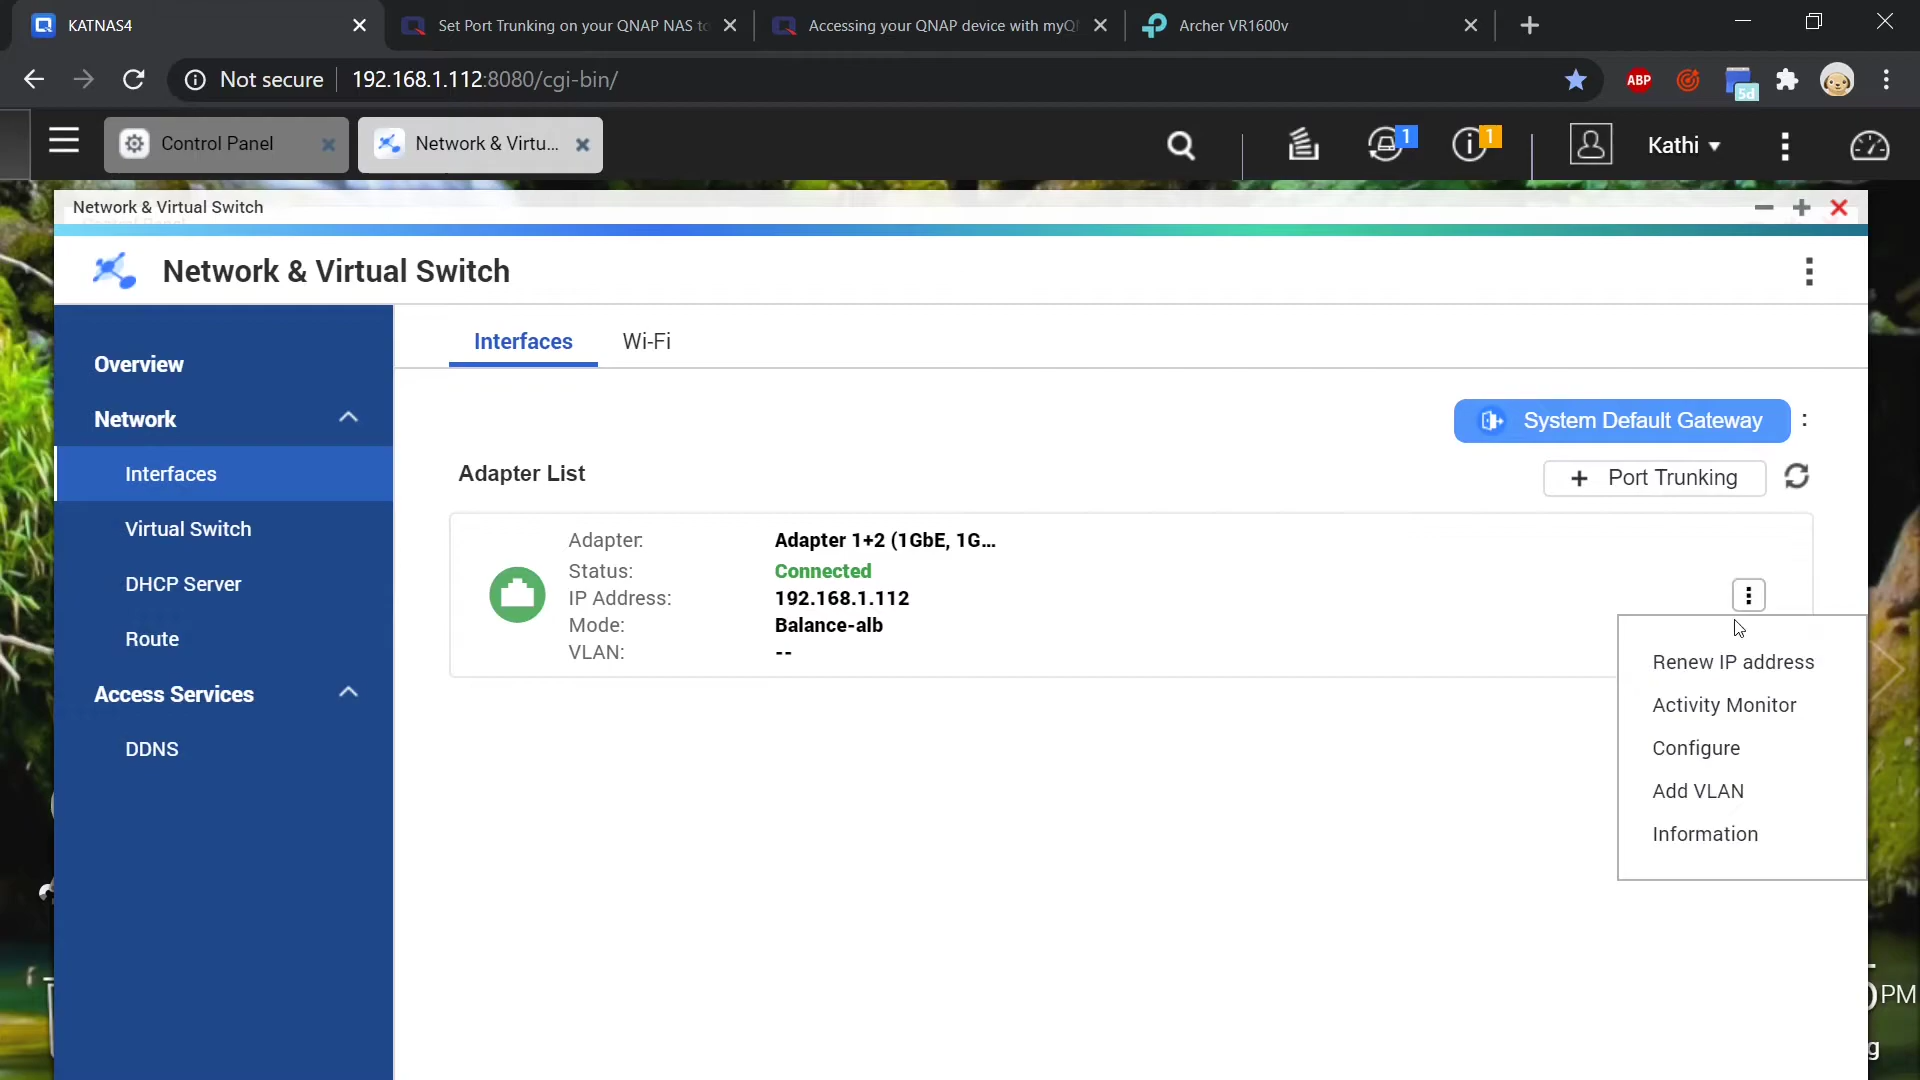 KATNAS4
Set Port Trunking on your QNAP NAS to
Accessing your QNAP device with myQ
Archer VR1600v
Not secure
192.168.1.112:8080/cgi-bin/
ABP
5d
Control Panel
Network & Virtu...
1
1
Kathi
Network & Virtual Switch
Network & Virtual Switch
Overview
Network
Interfaces
Virtual Switch
DHCP Server
Route
Access Services
DDNS
Interfaces
Wi-Fi
System Default Gateway :
Adapter List
+ Port Trunking
Adapter: Adapter 1+2 (1GbE, 1G...
Status: Connected
IP Address: 192.168.1.112
Mode: Balance-alb
VLAN: --
Renew IP address
Activity Monitor
Configure
Add VLAN
Information
PM
g